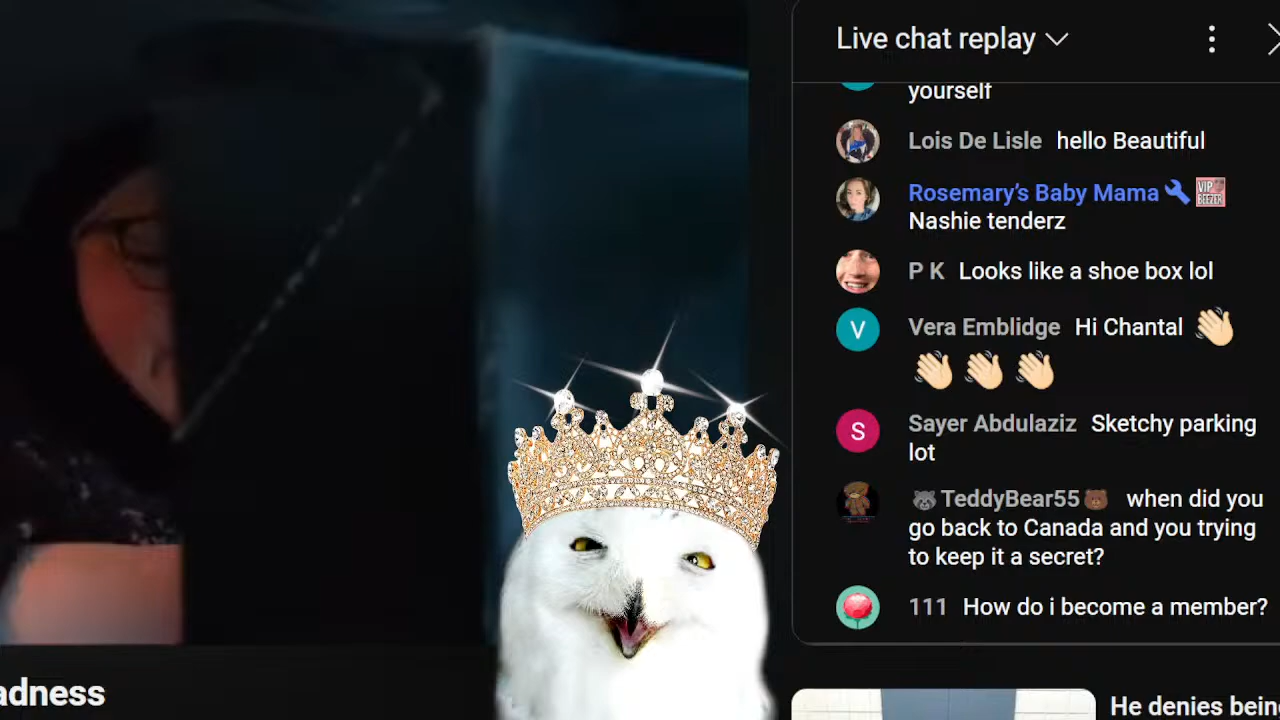 Live chat replay
yourself
Lois De Lisle hello Beautiful
Rosemary's Baby Mama VIP BEEZER
Nashie tenderz
P K Looks like a shoe box lol
V Vera Emblidge Hi Chantal 👋🏻
👋🏻 👋🏻 👋🏻
S Sayer Abdulaziz Sketchy parking
lot
🦝TeddyBear55🐻 when did you
go back to Canada and you trying
to keep it a secret?
111 How do i become a member?
adness
He denies bein